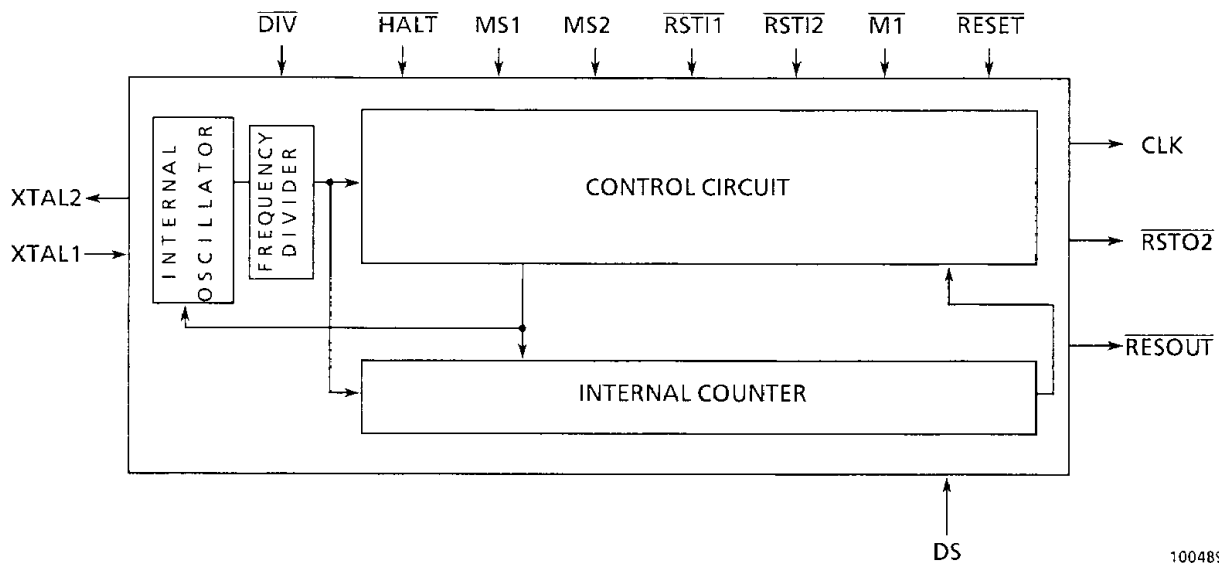 DIV HALT MS1 MS2 RSTI1 RSTI2 M1 RESET
INTERNAL
OSCILLATOR
FREQUENCY
DIVIDER
CONTROL CIRCUIT
CLK
XTAL2
RSTO2
XTAL1
RESOUT
INTERNAL COUNTER
DS
100489